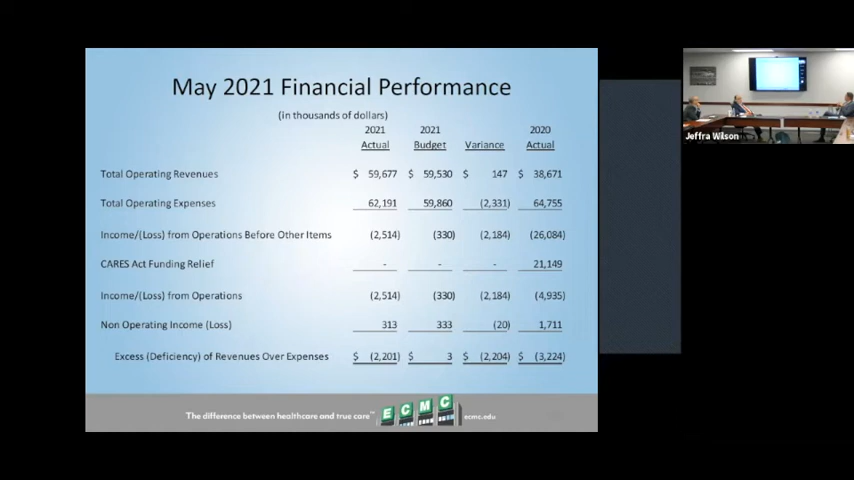 May 2021 Financial Performance
(in thousands of dollars)
2021 2021 2020
Actual Budget Variance Actual
Total Operating Revenues $ 59,677 $ 59,530 $ 147 $ 38,671
Total Operating Expenses 62,191 59,860 (2,331) 64,755
Income/(Loss) from Operations Before Other Items (2,514) (330) (2,184) (26,084)
CARES Act Funding Relief - - - 21,149
Income/(Loss) from Operations (2,514) (330) (2,184) (4,935)
Non Operating Income (Loss) 313 333 (20) 1,711
Excess (Deficiency) of Revenues Over Expenses $ (2,201) $ 3 $ (2,204) $ (3,224)
The difference between healthcare and true care™ ECMC ecmc.edu
Jeffra Wilson